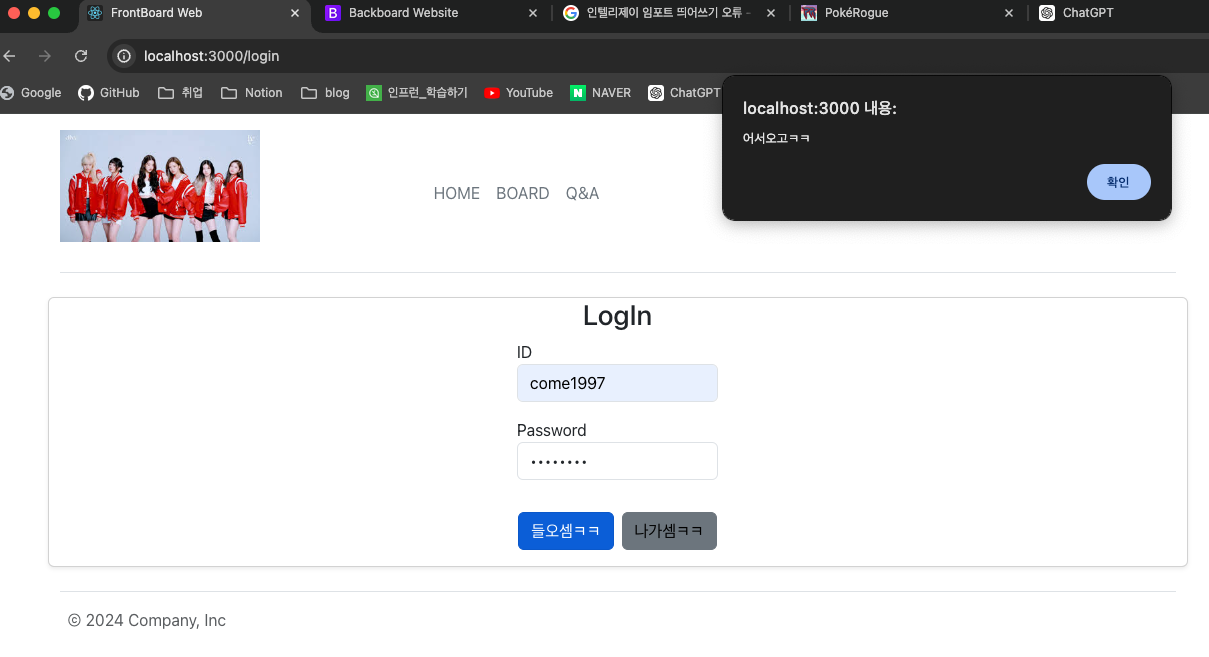 FrontBoard Web
Backboard Website
인텔리제이 임포트 띄어쓰기 오류 -
PokéRogue
ChatGPT
localhost:3000/login
Google GitHub 취업 Notion blog 인프런_학습하기 YouTube NAVER ChatGPT
localhost:3000 내용:
어서오고ㅋㅋ
확인
HOME BOARD Q&A
LogIn
ID
come1997
Password
••••••••
들오셈ㅋㅋ 나가셈ㅋㅋ
© 2024 Company, Inc